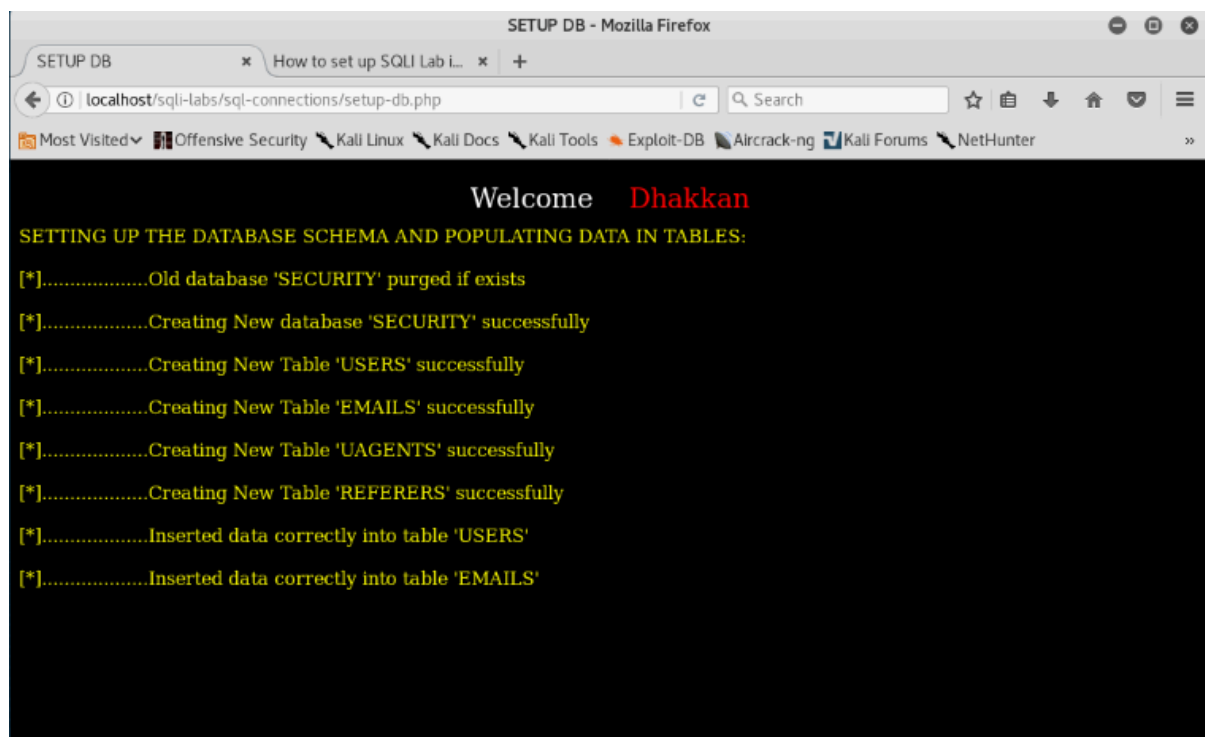 SETUP DB - Mozilla Firefox
SETUP DB
How to set up SQLI Lab i...
localhost/sqli-labs/sql-connections/setup-db.php
Search
Most Visited Offensive Security Kali Linux Kali Docs Kali Tools Exploit-DB Aircrack-ng Kali Forums NetHunter »
Welcome Dhakkan
SETTING UP THE DATABASE SCHEMA AND POPULATING DATA IN TABLES:
[*]...................Old database 'SECURITY' purged if exists
[*]...................Creating New database 'SECURITY' successfully
[*]...................Creating New Table 'USERS' successfully
[*]...................Creating New Table 'EMAILS' successfully
[*]...................Creating New Table 'UAGENTS' successfully
[*]...................Creating New Table 'REFERERS' successfully
[*]...................Inserted data correctly into table 'USERS'
[*]...................Inserted data correctly into table 'EMAILS'